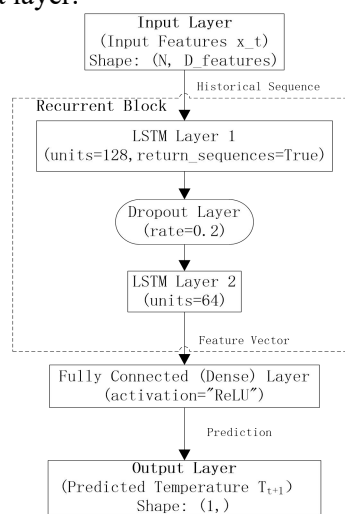 t layer.
Input Layer
(Input Features x_t)
Shape: (N, D_features)
Historical Sequence
Recurrent Block
LSTM Layer 1
(units=128, return_sequences=True)
Dropout Layer
(rate=0.2)
LSTM Layer 2
(units=64)
Feature Vector
Fully Connected (Dense) Layer
(activation="ReLU")
Prediction
Output Layer
(Predicted Temperature Tₜ₊₁)
Shape: (1,)